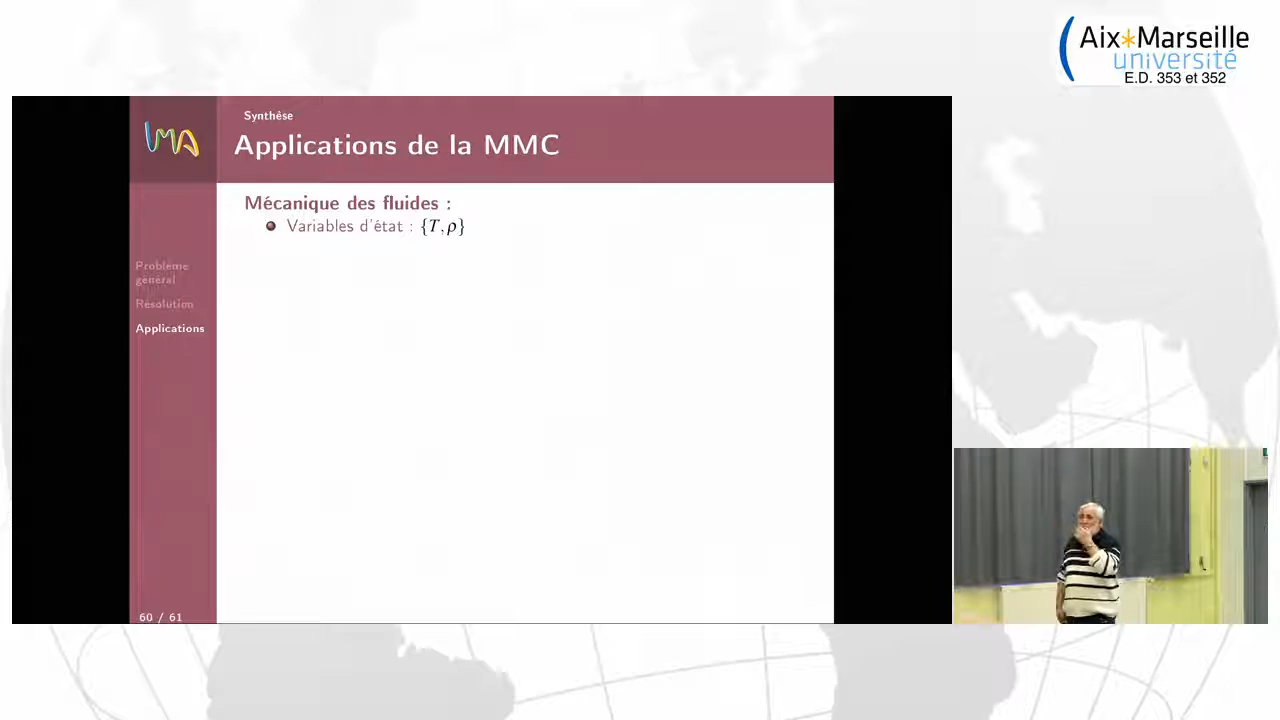 Aix*Marseille
université
E.D. 353 et 352
LMA
Synthèse
Applications de la MMC
Mécanique des fluides :
Variables d'état : {T, ρ}
Problème
général
Résolution
Applications
60 / 61